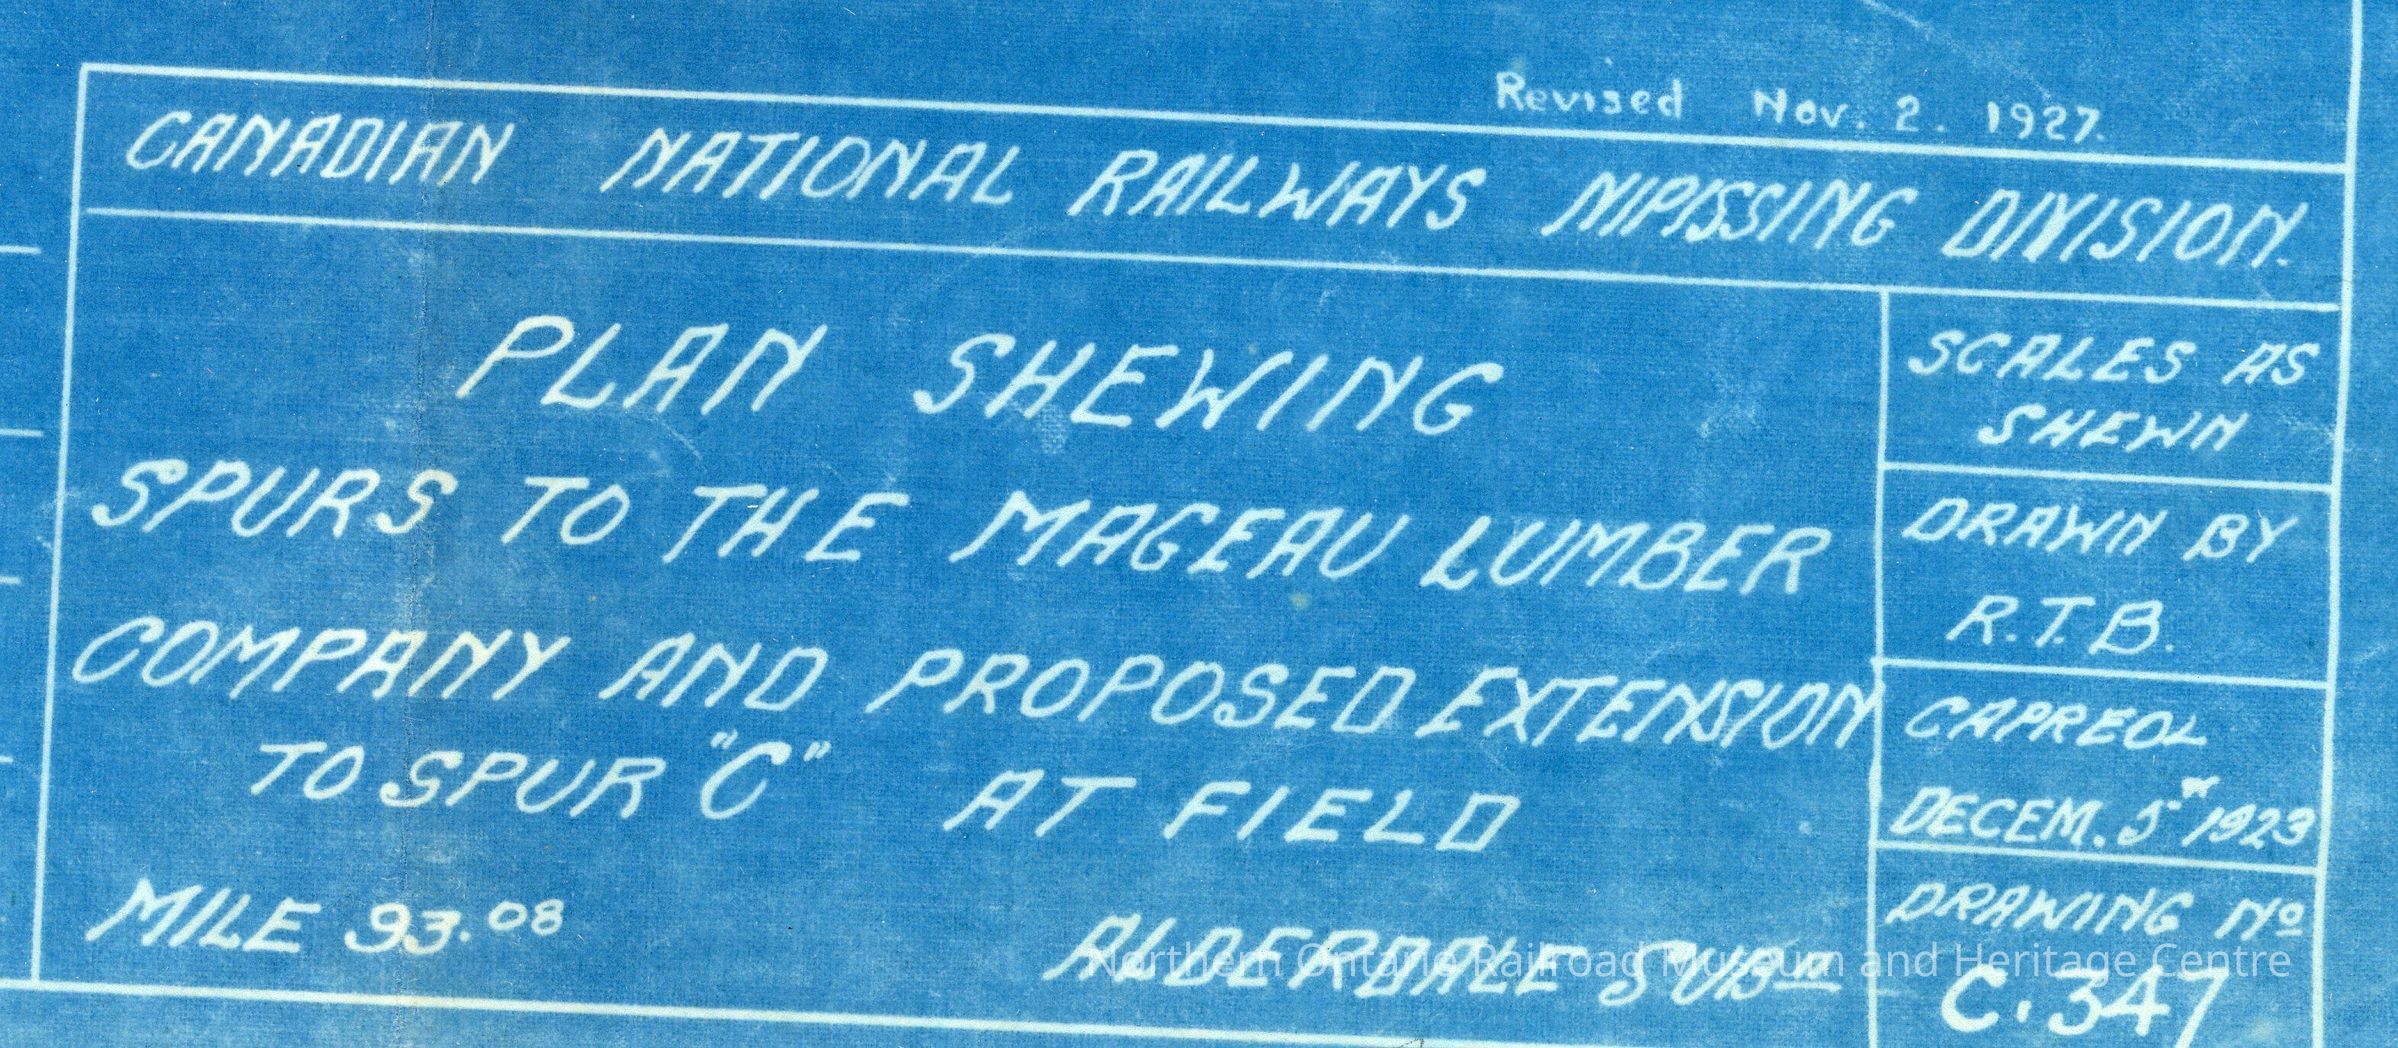 Revised Nov. 2. 1927.
CANADIAN NATIONAL RAILWAYS NIPISSING DIVISION.
PLAN SHEWING
SPURS TO THE MAGEAU LUMBER
COMPANY AND PROPOSED EXTENSION
TO SPUR "C" AT FIELD
MILE 93.08
ALDERDALE SUBN
SCALES AS
SHEWN
DRAWN BY
R.T.B.
CAPREOL
DECEM. 5TH 1923
DRAWING No
C.347
Northern Ontario Railroad Museum and Heritage Centre